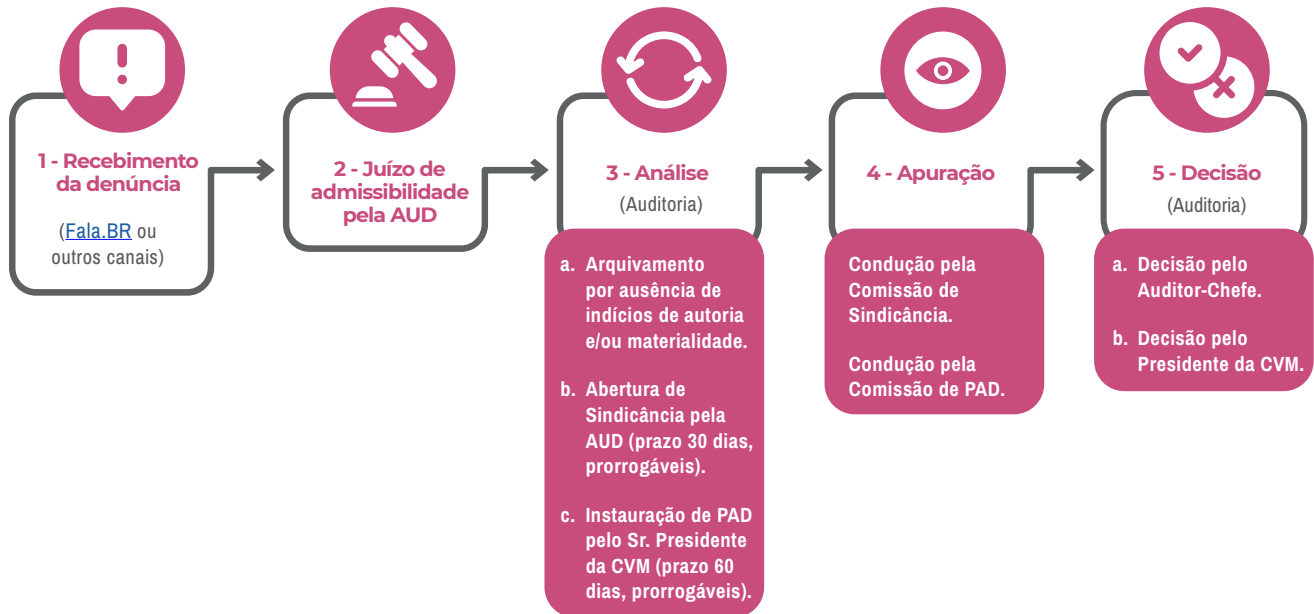 1 - Recebimento
da denúncia
(Fala.BR ou
outros canais)
2 - Juízo de
admissibilidade
pela AUD
3 - Análise
(Auditoria)
a. Arquivamento
por ausência de
indícios de autoria
e/ou materialidade.
b. Abertura de
Sindicância pela
AUD (prazo 30 dias,
prorrogáveis).
c. Instauração de PAD
pelo Sr. Presidente
da CVM (prazo 60
dias, prorrogáveis).
4 - Apuração
Condução pela
Comissão de
Sindicância.
Condução pela
Comissão de PAD.
5 - Decisão
(Auditoria)
a. Decisão pelo
Auditor-Chefe.
b. Decisão pelo
Presidente da CVM.